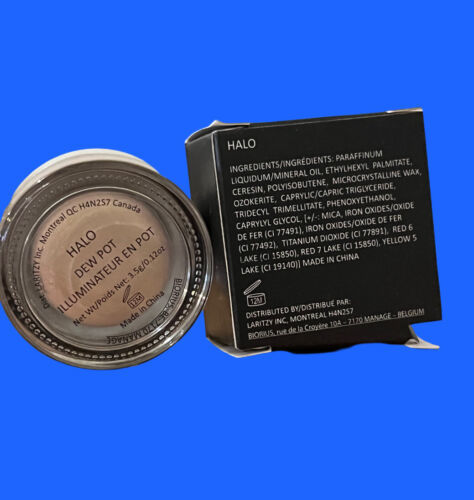 Dist. LARITZY Inc. Montreal QC H4N2S7 Canada
HALO
DEW POT
ILLUMINATEUR EN POT
Net Wt/Poids Net. 3.5g/0.12oz
12M
Made in China
HALO
INGREDIENTS/INGRÉDIENTS: PARAFFINUM
LIQUIDUM/MINERAL OIL, ETHYLHEXYL PALMITATE,
CERESIN, POLYISOBUTENE, MICROCRYSTALLINE WAX,
OZOKERITE, CAPRYLIC/CAPRIC TRIGLYCERIDE,
TRIDECYL TRIMELLITATE, PHENOXYETHANOL,
CAPRYLYL GLYCOL, [+/-: MICA, IRON OXIDES/OXIDE
DE FER (CI 77491), IRON OXIDES/OXIDE DE FER
(CI 77492), TITANIUM DIOXIDE (CI 77891), RED 6
LAKE (CI 15850), RED 7 LAKE (CI 15850), YELLOW 5
LAKE (CI 19140)] MADE IN CHINA
12M
DISTRIBUTED BY/DISTRIBUÉ PAR:
LARITZY INC, MONTREAL H4N2S7
BIORIUS, rue de la Croyère 10A – 7170 MANAGE – BELGIUM